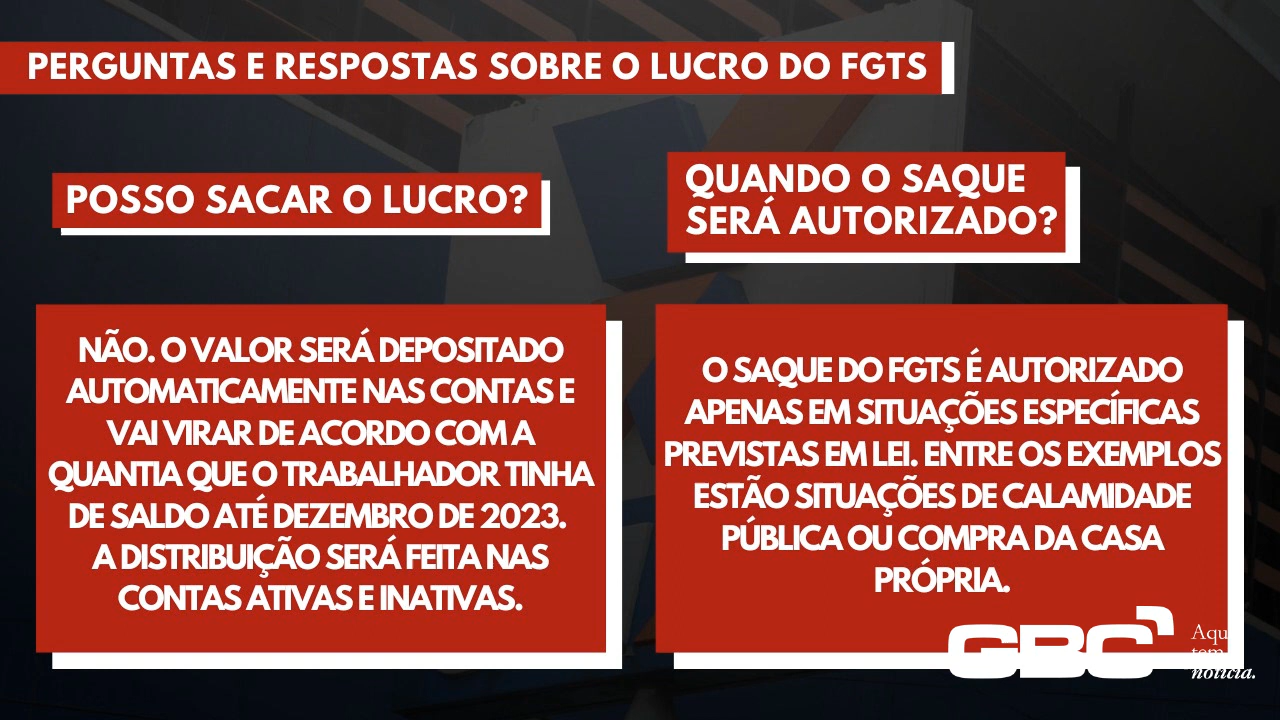 PERGUNTAS E RESPOSTAS SOBRE O LUCRO DO FGTS
POSSO SACAR O LUCRO?
NÃO. O VALOR SERÁ DEPOSITADO
AUTOMATICAMENTE NAS CONTAS E
VAI VIRAR DE ACORDO COM A
QUANTIA QUE O TRABALHADOR TINHA
DE SALDO ATÉ DEZEMBRO DE 2023.
A DISTRIBUIÇÃO SERÁ FEITA NAS
CONTAS ATIVAS E INATIVAS.
QUANDO O SAQUE
SERÁ AUTORIZADO?
O SAQUE DO FGTS É AUTORIZADO
APENAS EM SITUAÇÕES ESPECÍFICAS
PREVISTAS EM LEI. ENTRE OS EXEMPLOS
ESTÃO SITUAÇÕES DE CALAMIDADE
PÚBLICA OU COMPRA DA CASA
PRÓPRIA.
GBC
Aqui
tem
notícia.